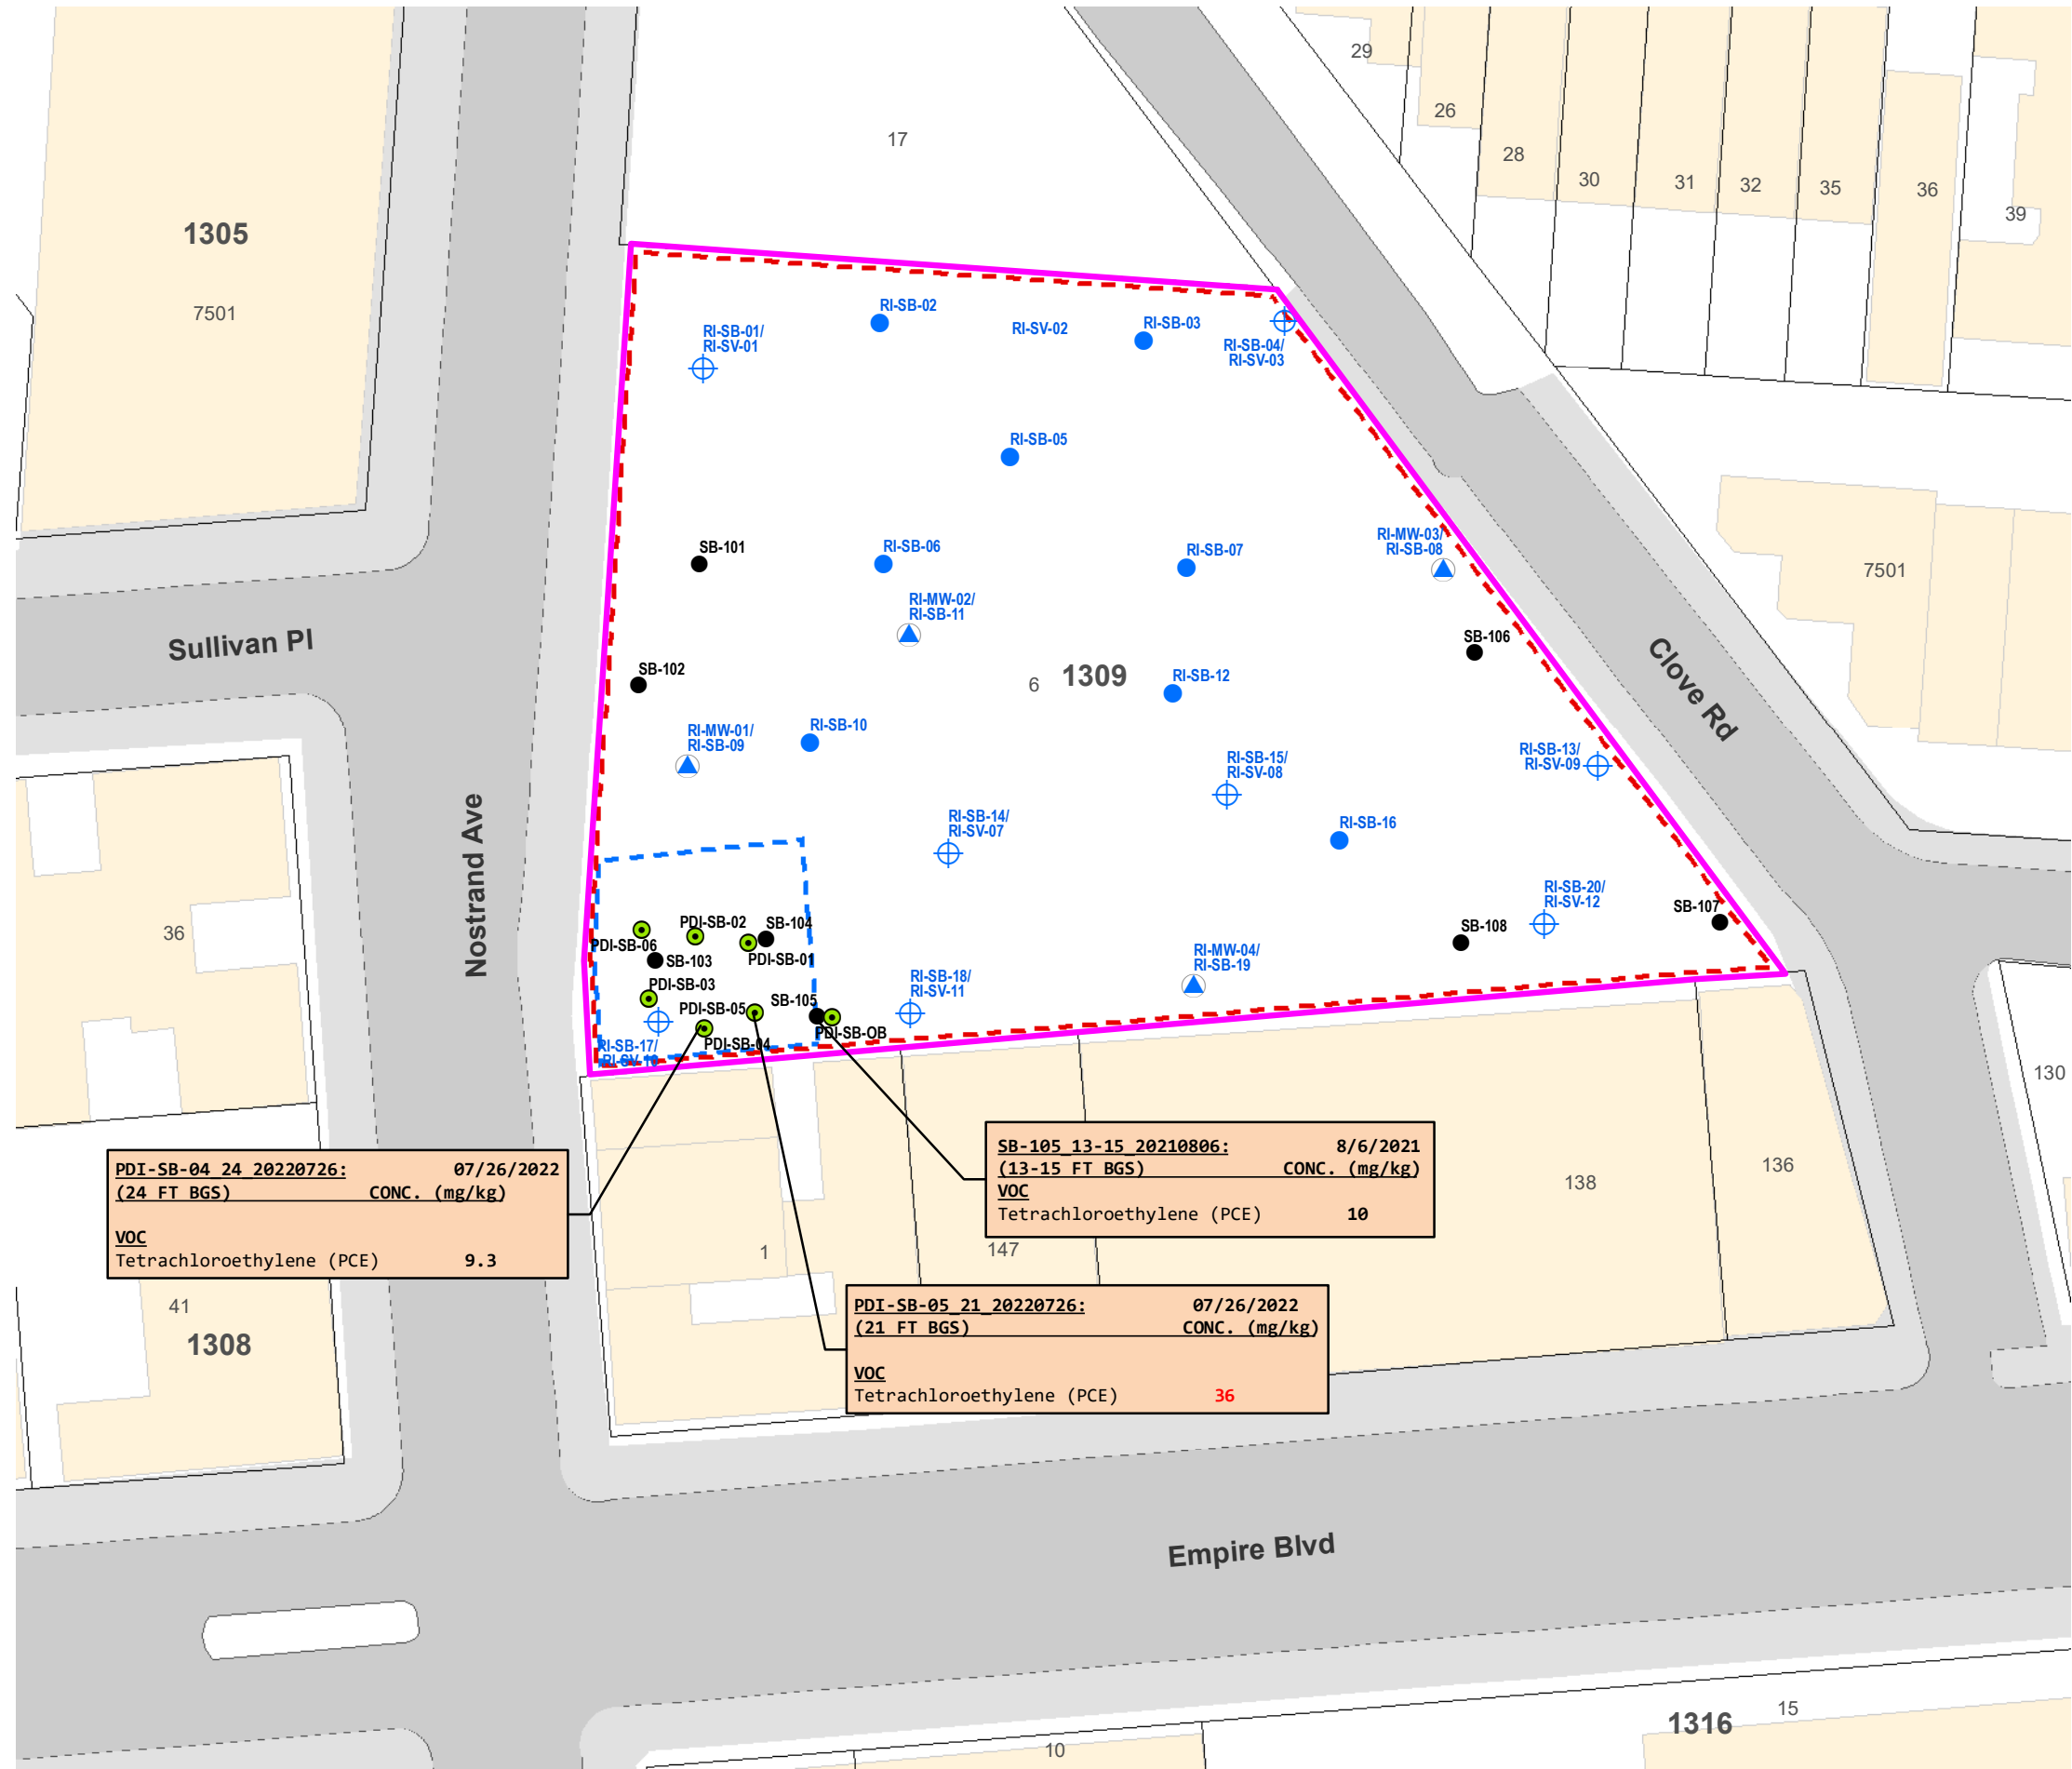 29
17
26
28
30
31
32
35
36
39
1305
7501
RI-SB-02
RI-SV-02
RI-SB-03
RI-SB-01/
RI-SV-01
RI-SB-04/
RI-SV-03
RI-SB-05
SB-101
RI-SB-06
RI-SB-07
RI-MW-03/
RI-SB-08
7501
RI-MW-02/
RI-SB-11
Sullivan Pl
SB-106
SB-102
6
1309
RI-SB-12
Clove Rd
RI-MW-01/
RI-SB-09
RI-SB-10
RI-SB-13/
RI-SV-09
RI-SB-15/
RI-SV-08
RI-SB-14/
RI-SV-07
RI-SB-16
Nostrand Ave
RI-SB-20/
RI-SV-12
36
PDI-SB-02
SB-104
SB-107
SB-108
PDI-SB-06
SB-103
PDI-SB-01
RI-MW-04/
RI-SB-19
RI-SB-18/
RI-SV-11
PDI-SB-03
PDI-SB-05
SB-105
PDI-SB-OB
PDI-SB-04
RI-SB-17/
RI-SV-10
130
PDI-SB-04_24_20220726: 07/26/2022
(24 FT BGS) CONC. (mg/kg)
VOC
Tetrachloroethylene (PCE) 9.3
SB-105_13-15_20210806: 8/6/2021
(13-15 FT BGS) CONC. (mg/kg)
VOC
Tetrachloroethylene (PCE) 10
138
136
1
147
PDI-SB-05_21_20220726: 07/26/2022
(21 FT BGS) CONC. (mg/kg)
VOC
Tetrachloroethylene (PCE) 36
41
1308
Empire Blvd
1316
15
10